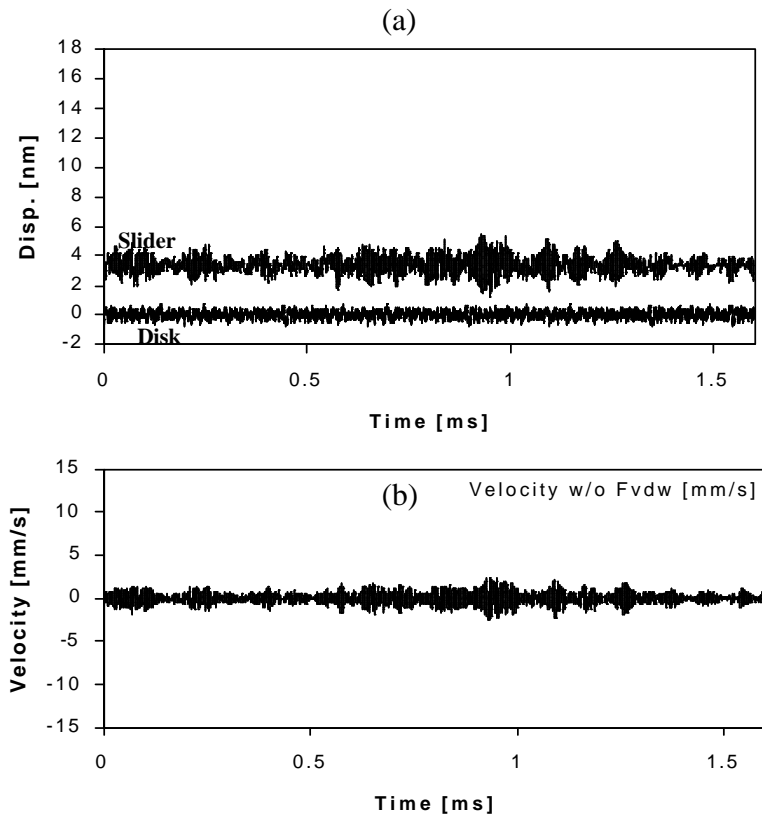 (a)
Disp. [nm]
18
16
14
12
10
8
6
4
2
0
-2
Slider
Disk
0 0.5 1 1.5
Time [ms]
(b)
Velocity w/o Fvdw [mm/s]
Velocity [mm/s]
15
10
5
0
-5
-10
-15
0 0.5 1 1.5
Time [ms]